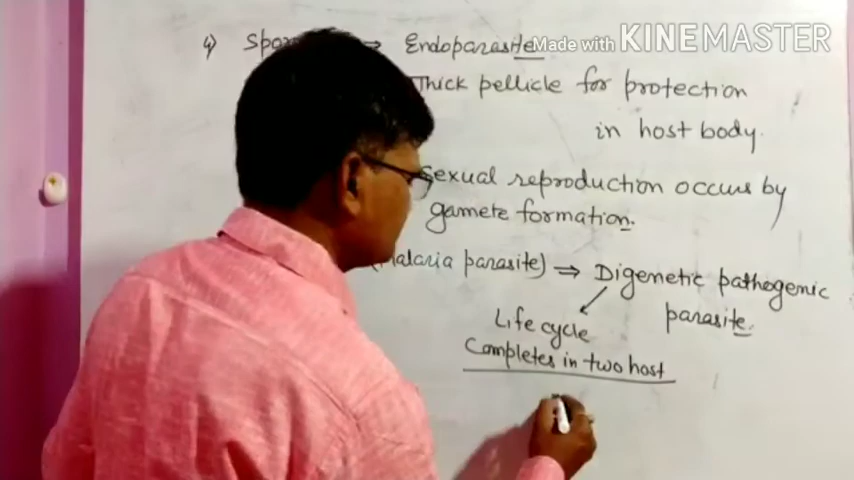 4) Spor → Endoparasite
Thick pellicle for protection
in host body.
Sexual reproduction occurs by
gamete formation.
(Malaria parasite) ⇒ Digenetic pathogenic
parasite.
Life cycle
Completes in two host
Made with KINEMASTER